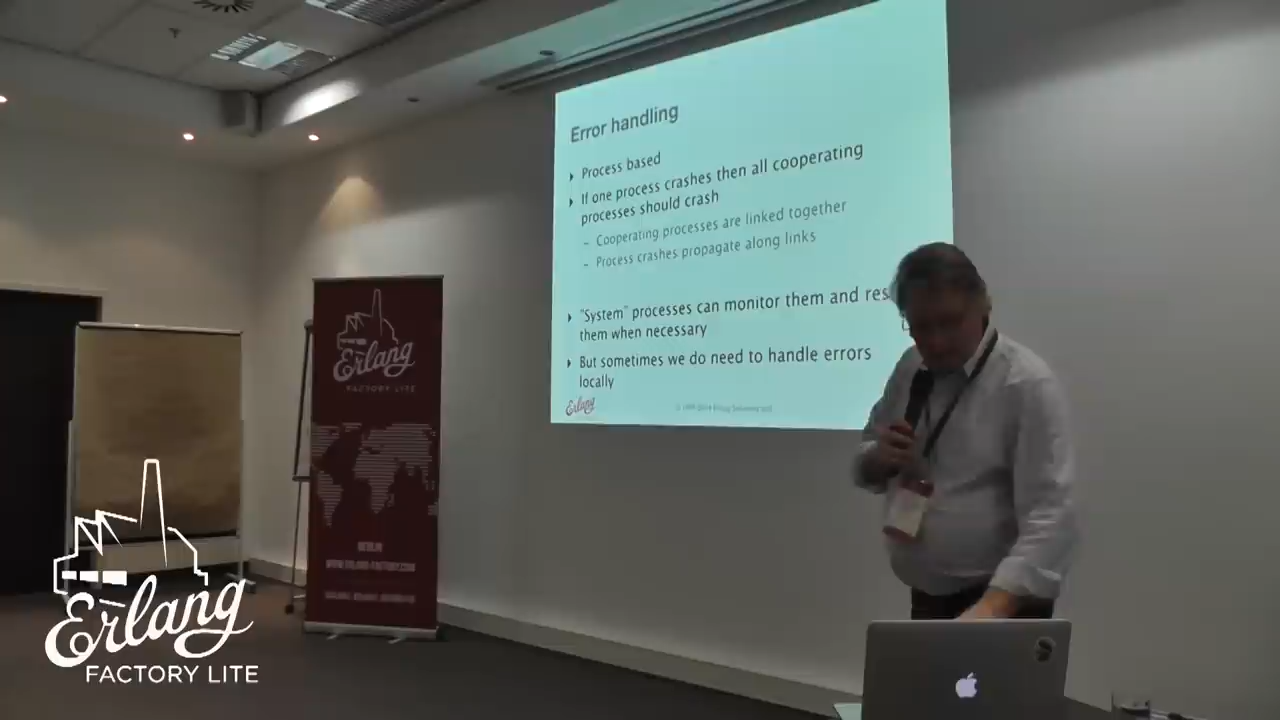 Error handling
Process based
If one process crashes then all cooperating
processes should crash
– Cooperating processes are linked together
– Process crashes propagate along links
"System" processes can monitor them and res
them when necessary
But sometimes we do need to handle errors
locally
Erlang
Erlang
FACTORY LITE
BERLIN
WWW.ERLANG-FACTORY.COM
Erlang
FACTORY LITE